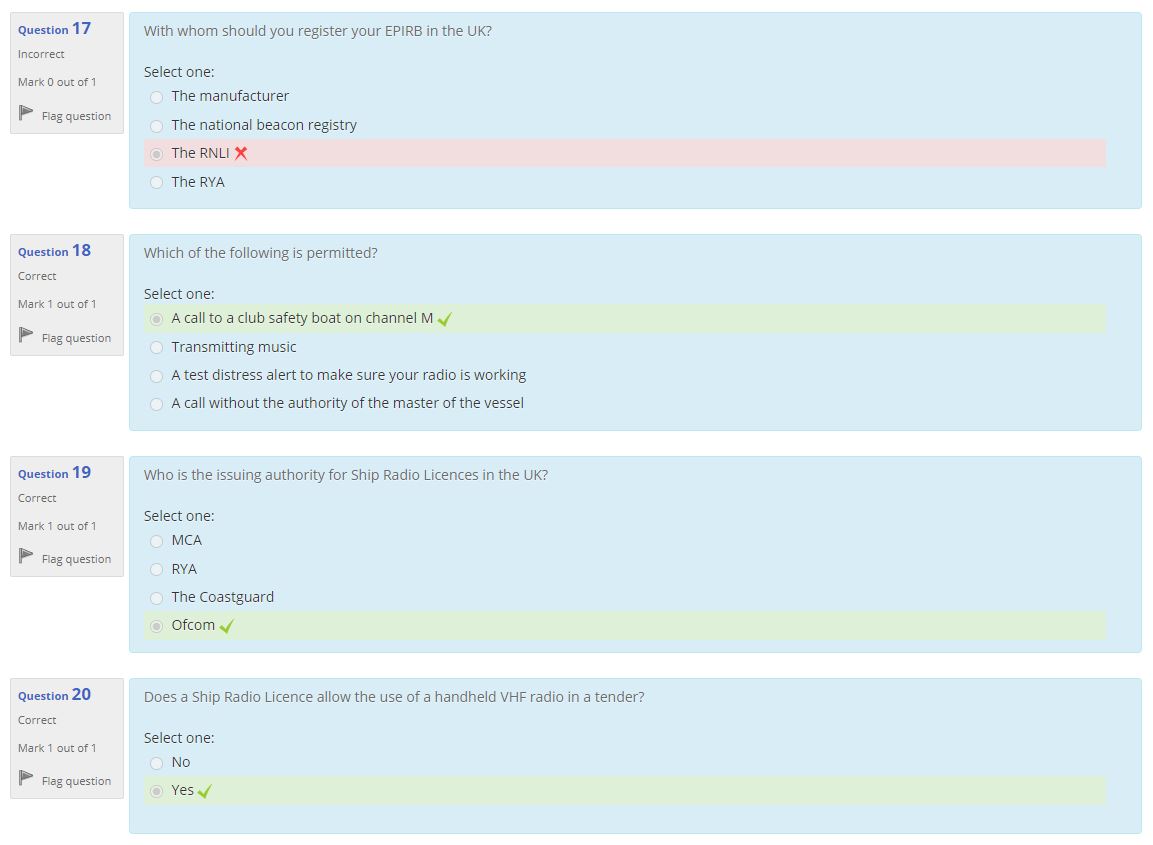 Question 17
Incorrect
Mark 0 out of 1
Flag question
With whom should you register your EPIRB in the UK?
Select one:
The manufacturer
The national beacon registry
The RNLI
The RYA
Question 18
Correct
Mark 1 out of 1
Flag question
Which of the following is permitted?
Select one:
A call to a club safety boat on channel M
Transmitting music
A test distress alert to make sure your radio is working
A call without the authority of the master of the vessel
Question 19
Correct
Mark 1 out of 1
Flag question
Who is the issuing authority for Ship Radio Licences in the UK?
Select one:
MCA
RYA
The Coastguard
Ofcom
Question 20
Correct
Mark 1 out of 1
Flag question
Does a Ship Radio Licence allow the use of a handheld VHF radio in a tender?
Select one:
No
Yes